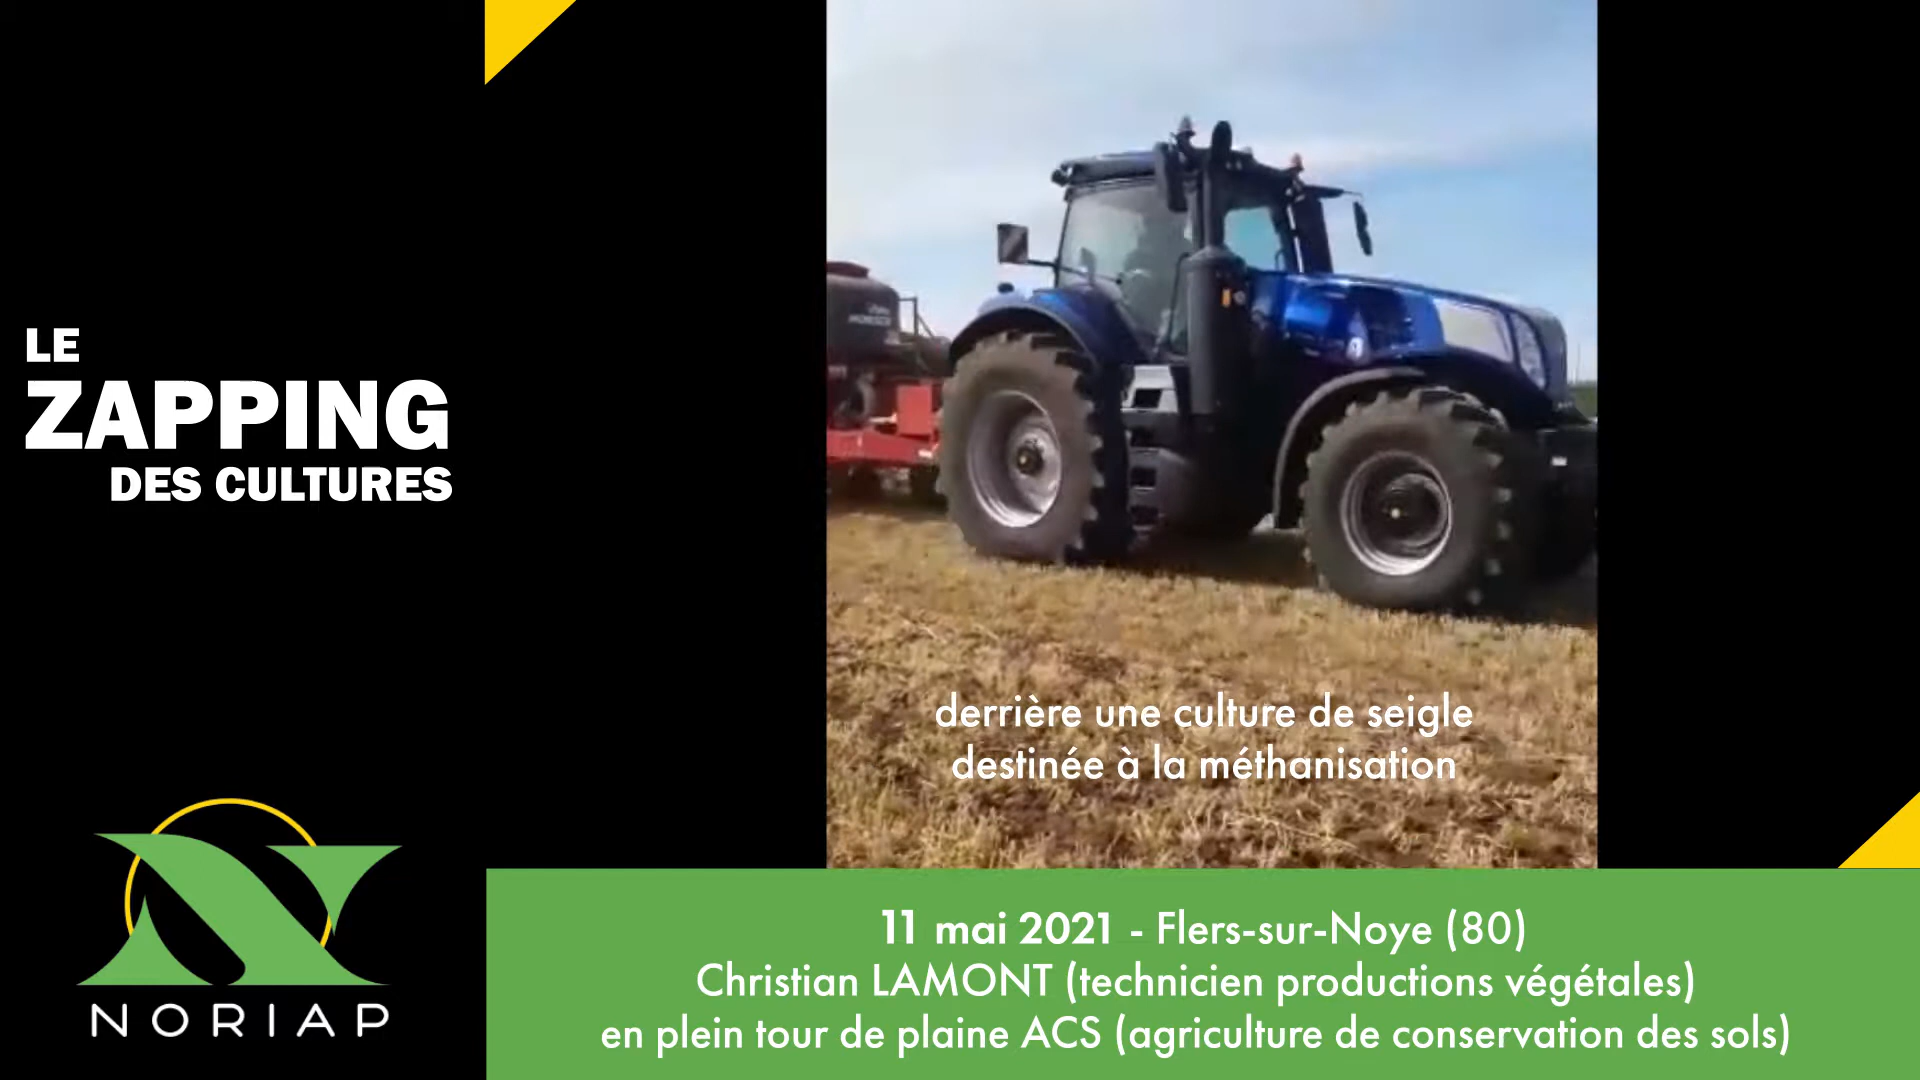 LE
ZAPPING
DES CULTURES
NORIAP
derrière une culture de seigle
destinée à la méthanisation
11 mai 2021 - Flers-sur-Noye (80)
Christian LAMONT (technicien productions végétales)
en plein tour de plaine ACS (agriculture de conservation des sols)